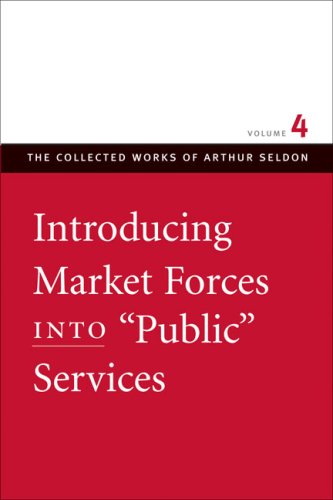 VOLUME 4
THE COLLECTED WORKS OF ARTHUR SELDON
Introducing
Market Forces
INTO “Public”
Services